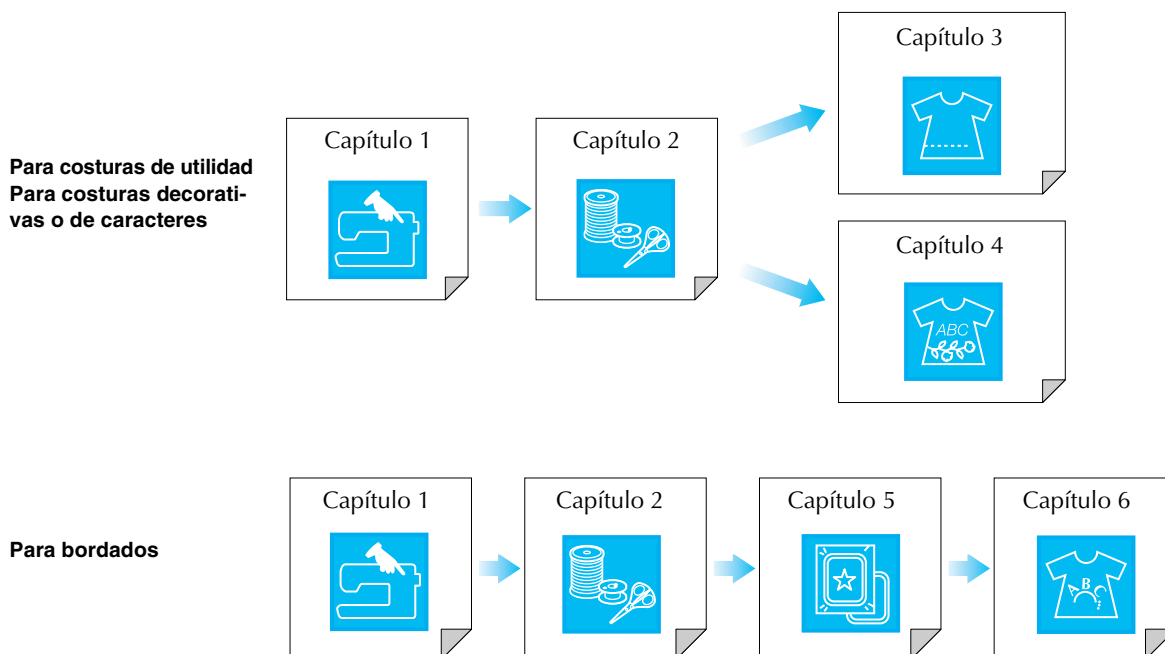 Capítulo 3
Capítulo 1
Capítulo 2
Para costuras de utilidad
Para costuras decorati-
vas o de caracteres
Capítulo 4
ABC
Capítulo 1
Capítulo 2
Capítulo 5
Capítulo 6
Para bordados
ABC